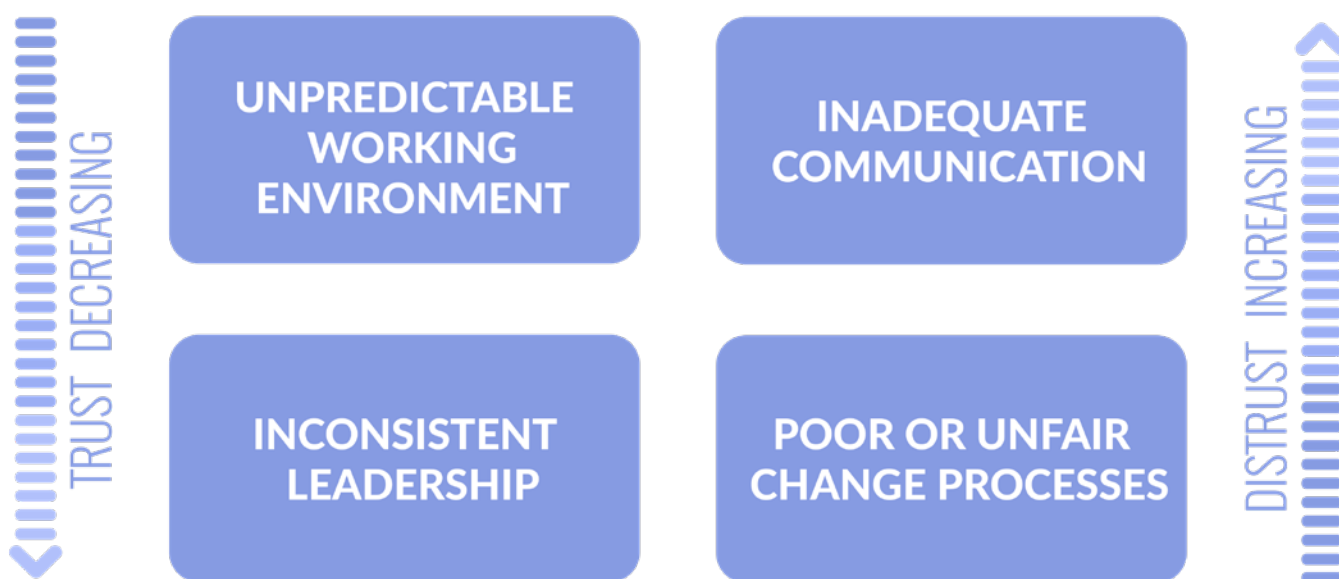 TRUST DECREASING
UNPREDICTABLE
WORKING
ENVIRONMENT
INADEQUATE
COMMUNICATION
INCONSISTENT
LEADERSHIP
POOR OR UNFAIR
CHANGE PROCESSES
DISTRUST INCREASING